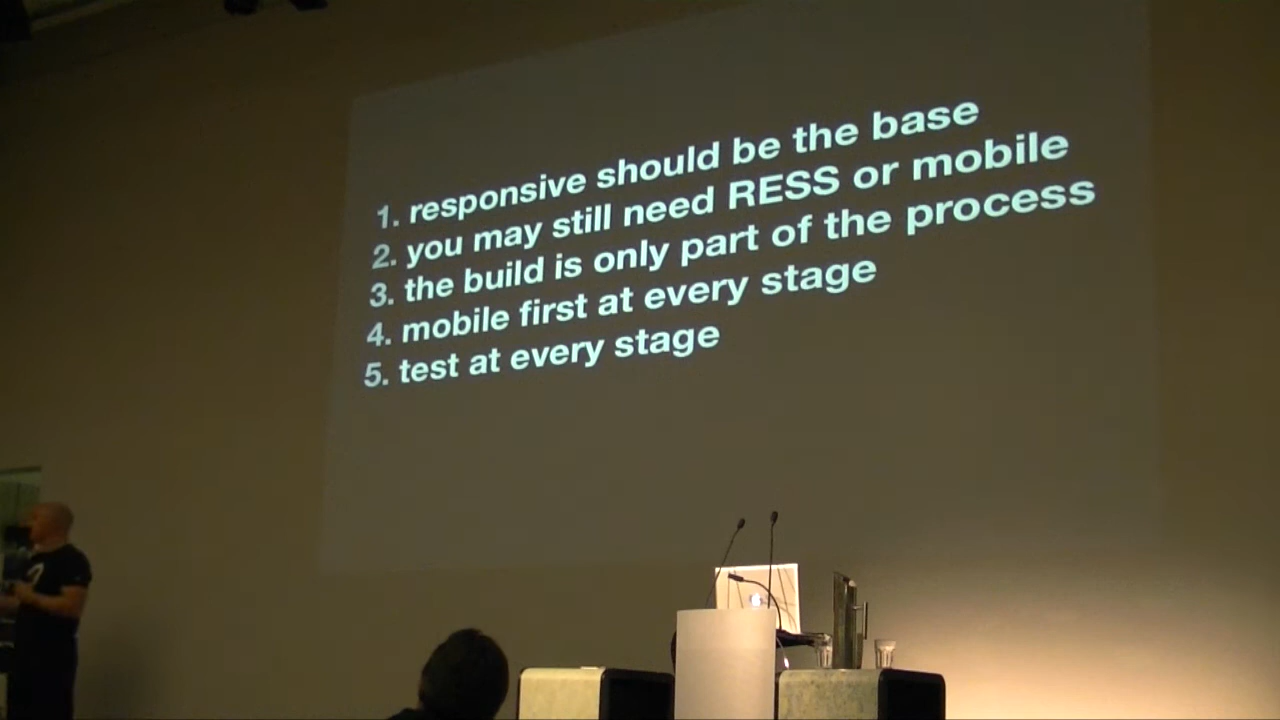 1. responsive should be the base
2. you may still need RESS or mobile
3. the build is only part of the process
4. mobile first at every stage
5. test at every stage